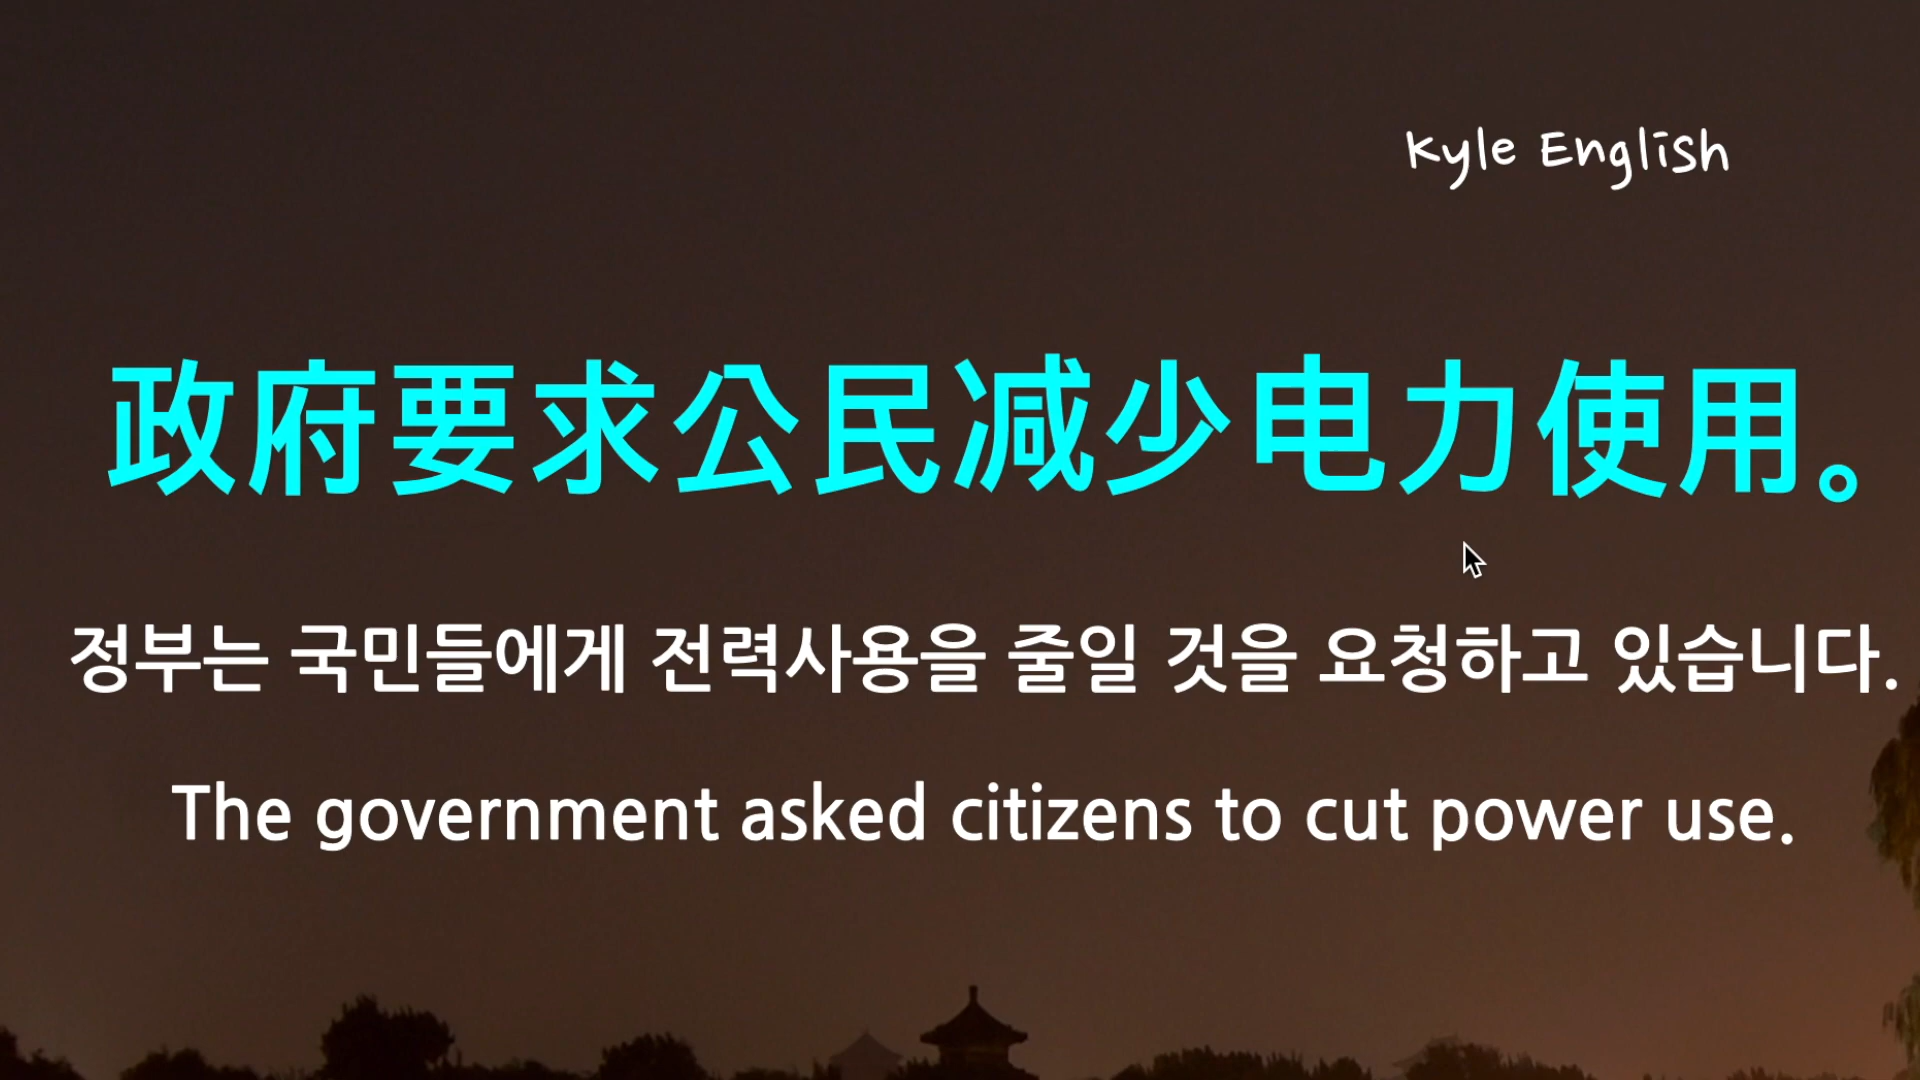 Kyle English
政府要求公民减少电力使用。
정부는 국민들에게 전력사용을 줄일 것을 요청하고 있습니다.
The government asked citizens to cut power use.